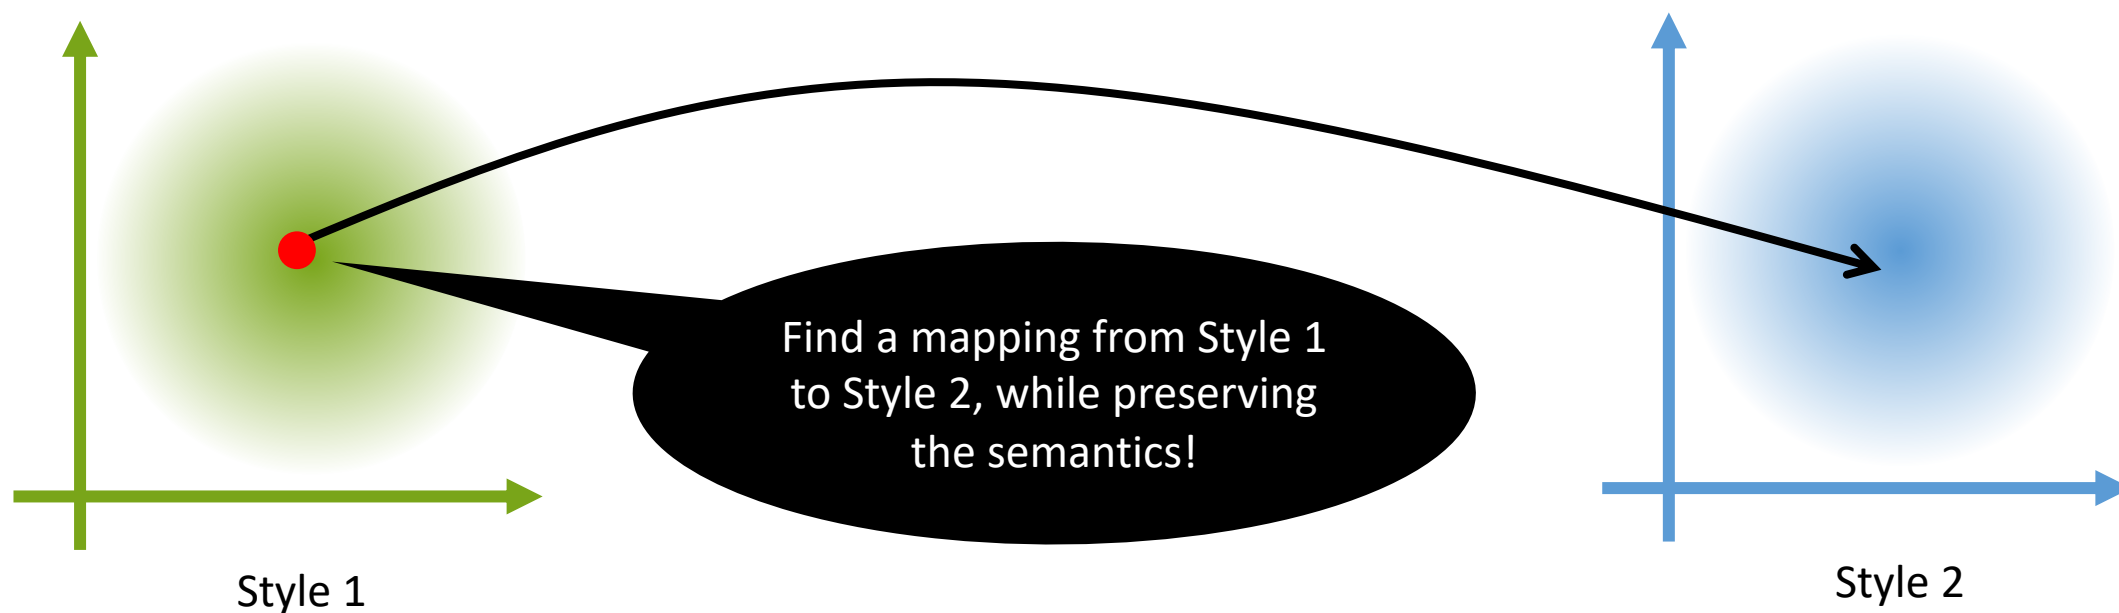 Find a mapping from Style 1
to Style 2, while preserving
the semantics!
Style 1
Style 2